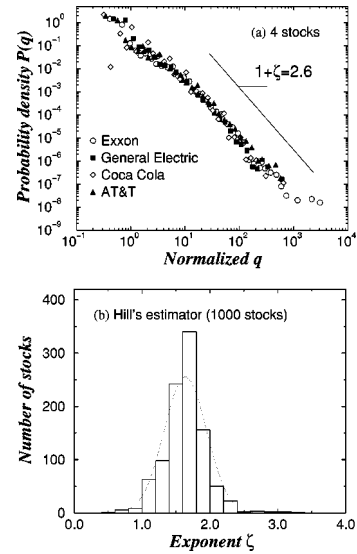 (a) 4 stocks
1+ζ=2.6
Probability density P(q)
10^0
10^-1
10^-2
10^-3
10^-4
10^-5
10^-6
10^-7
10^-8
10^-9
Exxon
General Electric
Coca Cola
AT&T
10^-1 10^0 10^1 10^2 10^3 10^4
Normalized q
(b) Hill's estimator (1000 stocks)
Number of stocks
400
300
200
100
0
0.0 1.0 2.0 3.0 4.0
Exponent ζ